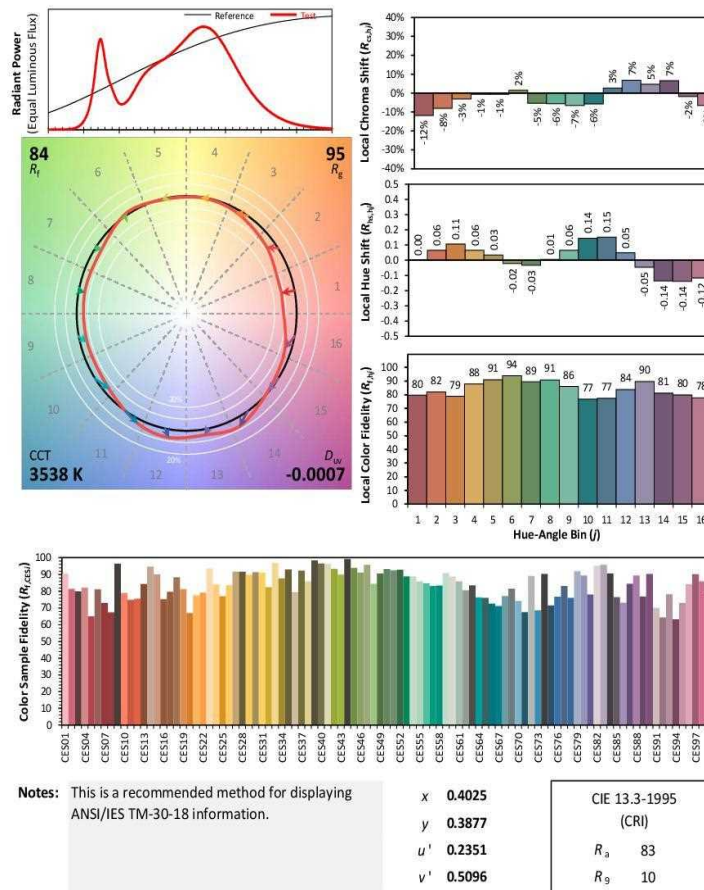 Reference
Test
Radiant Power
(Equal Luminous Flux)
84
Rf
95
Rg
1
2
3
4
5
6
7
8
9
10
11
12
13
14
15
16
20%
20%
CCT
3538 K
Duv
-0.0007
Local Chroma Shift (Rcs,hj)
40%
30%
20%
10%
0%
-10%
-20%
-30%
-40%
-12%
-8%
-3%
-1%
-1%
2%
-5%
-6%
-7%
-6%
3%
7%
5%
7%
-2%
Local Hue Shift (Rhs,hj)
0.5
0.4
0.3
0.2
0.1
0.0
-0.1
-0.2
-0.3
-0.4
-0.5
0.00
0.06
0.11
0.06
0.03
-0.02
-0.03
0.01
0.06
0.14
0.15
0.05
-0.05
-0.14
-0.14
-0.12
Local Color Fidelity (Rf,hj)
100
90
80
70
60
50
40
30
20
10
0
80 82 79 88 91 94 89 91 86 77 77 84 90 81 80 78
1 2 3 4 5 6 7 8 9 10 11 12 13 14 15 16
Hue-Angle Bin (j)
Color Sample Fidelity (Rf,CESi)
100
90
80
70
60
50
40
30
20
10
0
CES01
CES04
CES07
CES10
CES13
CES16
CES19
CES22
CES25
CES28
CES31
CES34
CES37
CES40
CES43
CES46
CES49
CES52
CES55
CES58
CES61
CES64
CES67
CES70
CES73
CES76
CES79
CES82
CES85
CES88
CES91
CES94
CES97
Notes: This is a recommended method for displaying
ANSI/IES TM-30-18 information.
x 0.4025
y 0.3877
u' 0.2351
v' 0.5096
CIE 13.3-1995
(CRI)
Ra 83
R9 10